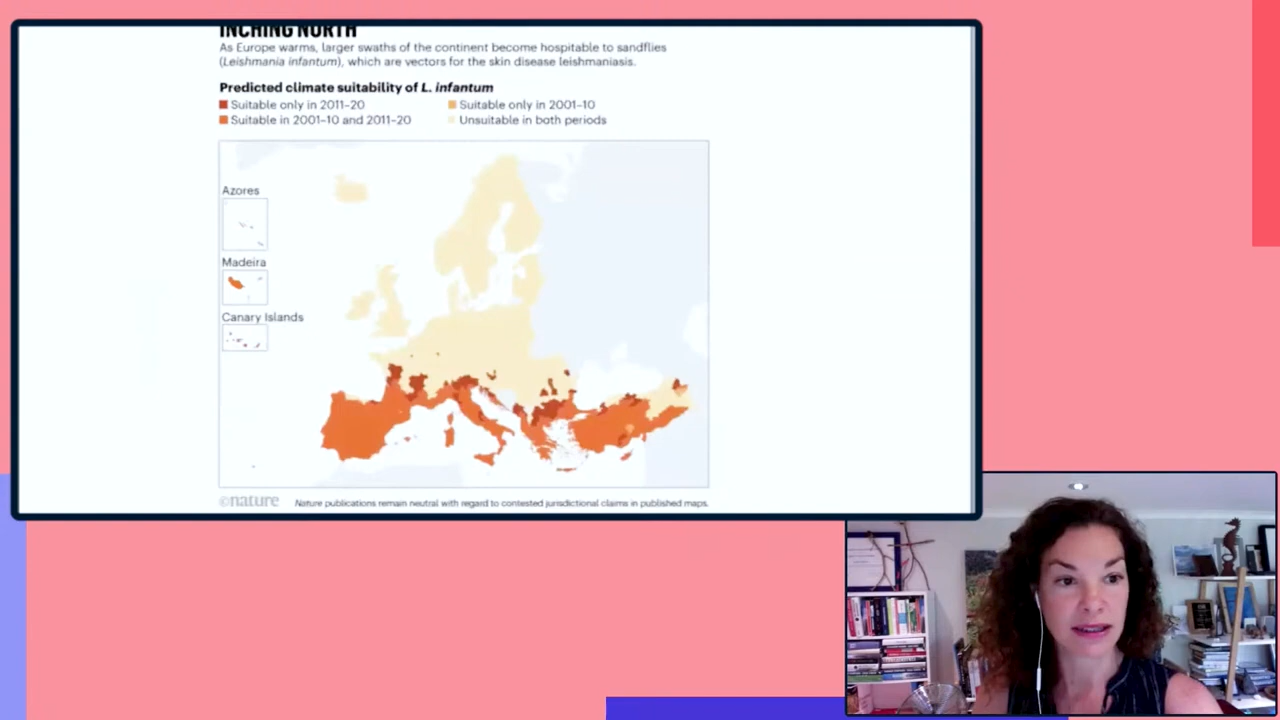 INCHING NORTH
As Europe warms, larger swaths of the continent become hospitable to sandflies
(Leishmania infantum), which are vectors for the skin disease leishmaniasis.
Predicted climate suitability of L. infantum
Suitable only in 2011–20
Suitable only in 2001–10
Suitable in 2001–10 and 2011–20
Unsuitable in both periods
Azores
Madeira
Canary Islands
©nature
Nature publications remain neutral with regard to contested jurisdictional claims in published maps.